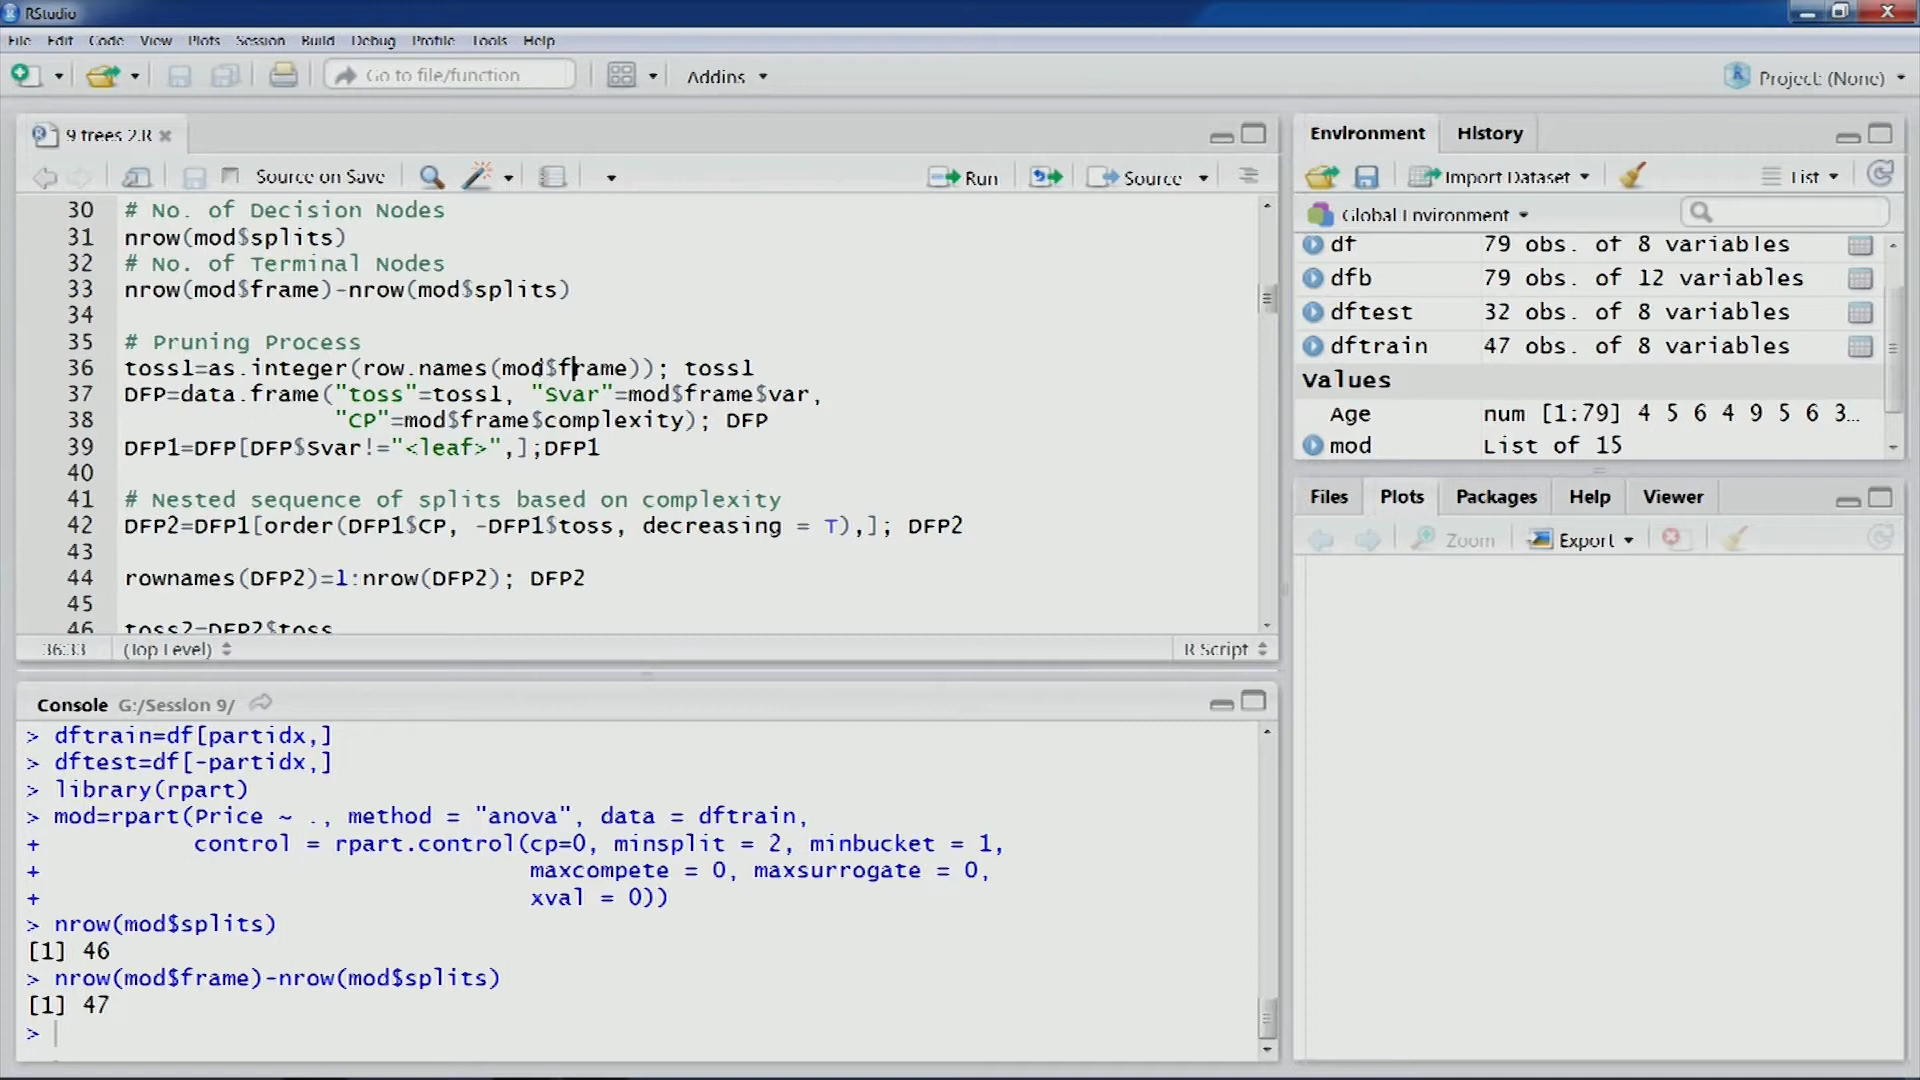 RStudio
File Edit Code View Plots Session Build Debug Profile Tools Help
Go to file/function
Addins
Project: (None)
9 trees 2.R
Source on Save
Run
Source
30 # No. of Decision Nodes
31 nrow(mod$splits)
32 # No. of Terminal Nodes
33 nrow(mod$frame)-nrow(mod$splits)
34
35 # Pruning Process
36 toss1=as.integer(row.names(mod$frame)); toss1
37 DFP=data.frame("toss"=toss1, "Svar"=mod$frame$var,
38 "CP"=mod$frame$complexity); DFP
39 DFP1=DFP[DFP$Svar!="<leaf>",];DFP1
40
41 # Nested sequence of splits based on complexity
42 DFP2=DFP1[order(DFP1$CP, -DFP1$toss, decreasing = T),]; DFP2
43
44 rownames(DFP2)=1:nrow(DFP2); DFP2
45
46 toss2=DFP2$toss
36:33 (Top Level)
R Script
Console G:/Session 9/
> dftrain=df[partidx,]
> dftest=df[-partidx,]
> library(rpart)
> mod=rpart(Price ~ ., method = "anova", data = dftrain,
+ control = rpart.control(cp=0, minsplit = 2, minbucket = 1,
+ maxcompete = 0, maxsurrogate = 0,
+ xval = 0))
> nrow(mod$splits)
[1] 46
> nrow(mod$frame)-nrow(mod$splits)
[1] 47
>
Environment History
Import Dataset
List
Global Environment
df 79 obs. of 8 variables
dfb 79 obs. of 12 variables
dftest 32 obs. of 8 variables
dftrain 47 obs. of 8 variables
Values
Age num [1:79] 4 5 6 4 9 5 6 3...
mod List of 15
Files Plots Packages Help Viewer
Zoom
Export